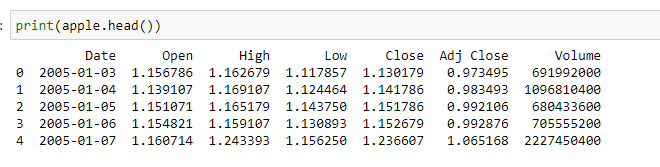 : print(apple.head())
Date Open High Low Close Adj Close Volume
0 2005-01-03 1.156786 1.162679 1.117857 1.130179 0.973495 691992000
1 2005-01-04 1.139107 1.169107 1.124464 1.141786 0.983493 1096810400
2 2005-01-05 1.151071 1.165179 1.143750 1.151786 0.992106 680433600
3 2005-01-06 1.154821 1.159107 1.130893 1.152679 0.992876 705555200
4 2005-01-07 1.160714 1.243393 1.156250 1.236607 1.065168 2227450400